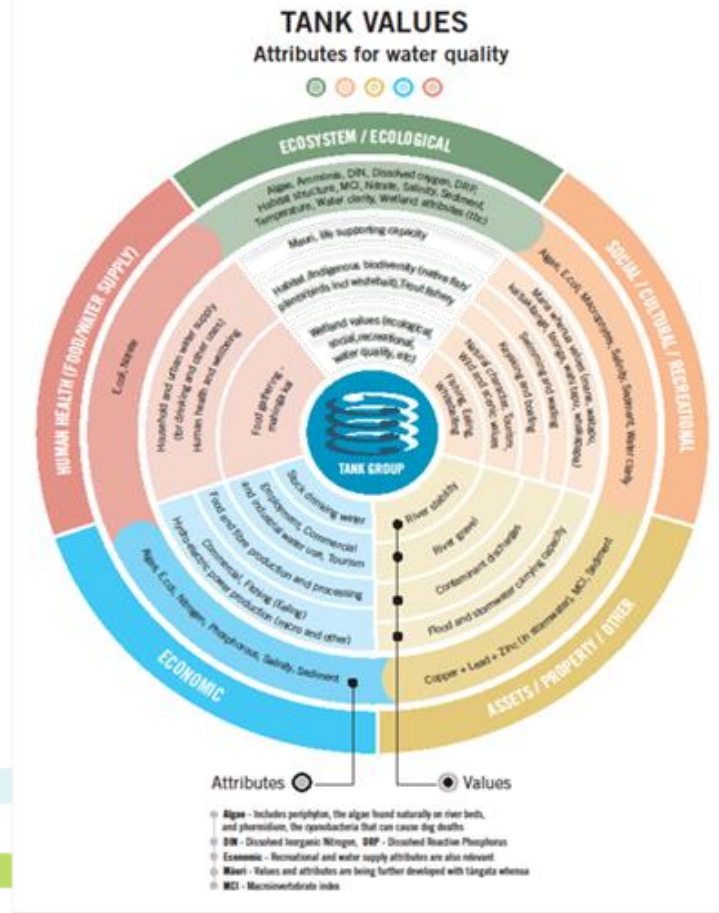 TANK VALUES
Attributes for water quality
ECOSYSTEM / ECOLOGICAL
Algae, Ammonia, DIN, Dissolved oxygen, DRP,
Habitat structure, MCI, Nitrate, Salinity, Sediment,
Temperature, Water clarity, Wetland attributes (tbc)
Mauri, life supporting capacity
Habitat /Indigenous biodiversity (native fish/
plants/birds incl whitebait), Trout fishery
Wetland values (ecological,
social, recreational,
water quality, etc)
SOCIAL / CULTURAL / RECREATIONAL
Algae, E.coli, Macrophytes, Salinity, Sediment, Water clarity
Mana whenua values
Swimming and wading
Kayaking and boating
Natural character, Tourism,
Wild and scenic values
Fishing, Eeling,
Whitebaiting
ASSETS / PROPERTY / OTHER
Copper + Lead + Zinc (in stormwater), MCI, Sediment
Flood and stormwater carrying capacity
Contaminant discharges
River gravel
River stability
ECONOMIC
Algae, E.coli, Nitrogen, Phosphorous, Salinity, Sediment
Hydro-electric power production (micro and other)
Commercial, Fishing (Eeling)
Food and fibre production and processing
Employment, Commercial
and industrial water use, Tourism
Stock drinking water
HUMAN HEALTH (FOOD/WATER SUPPLY)
E.coli, Nitrate
Household and urban water supply
(for drinking and other uses)
Human health and wellbeing
Food gathering -
mahinga kai
TANK GROUP
Attributes
Values
Algae - Includes periphyton, the algae found naturally on river beds,
and phormidium, the cyanobacteria that can cause dog deaths
DIN - Dissolved Inorganic Nitrogen, DRP - Dissolved Reactive Phosphorus
Economic - Recreational and water supply attributes are also relevant
Māori - Values and attributes are being further developed with tāngata whenua
MCI - Macroinvertebrate index